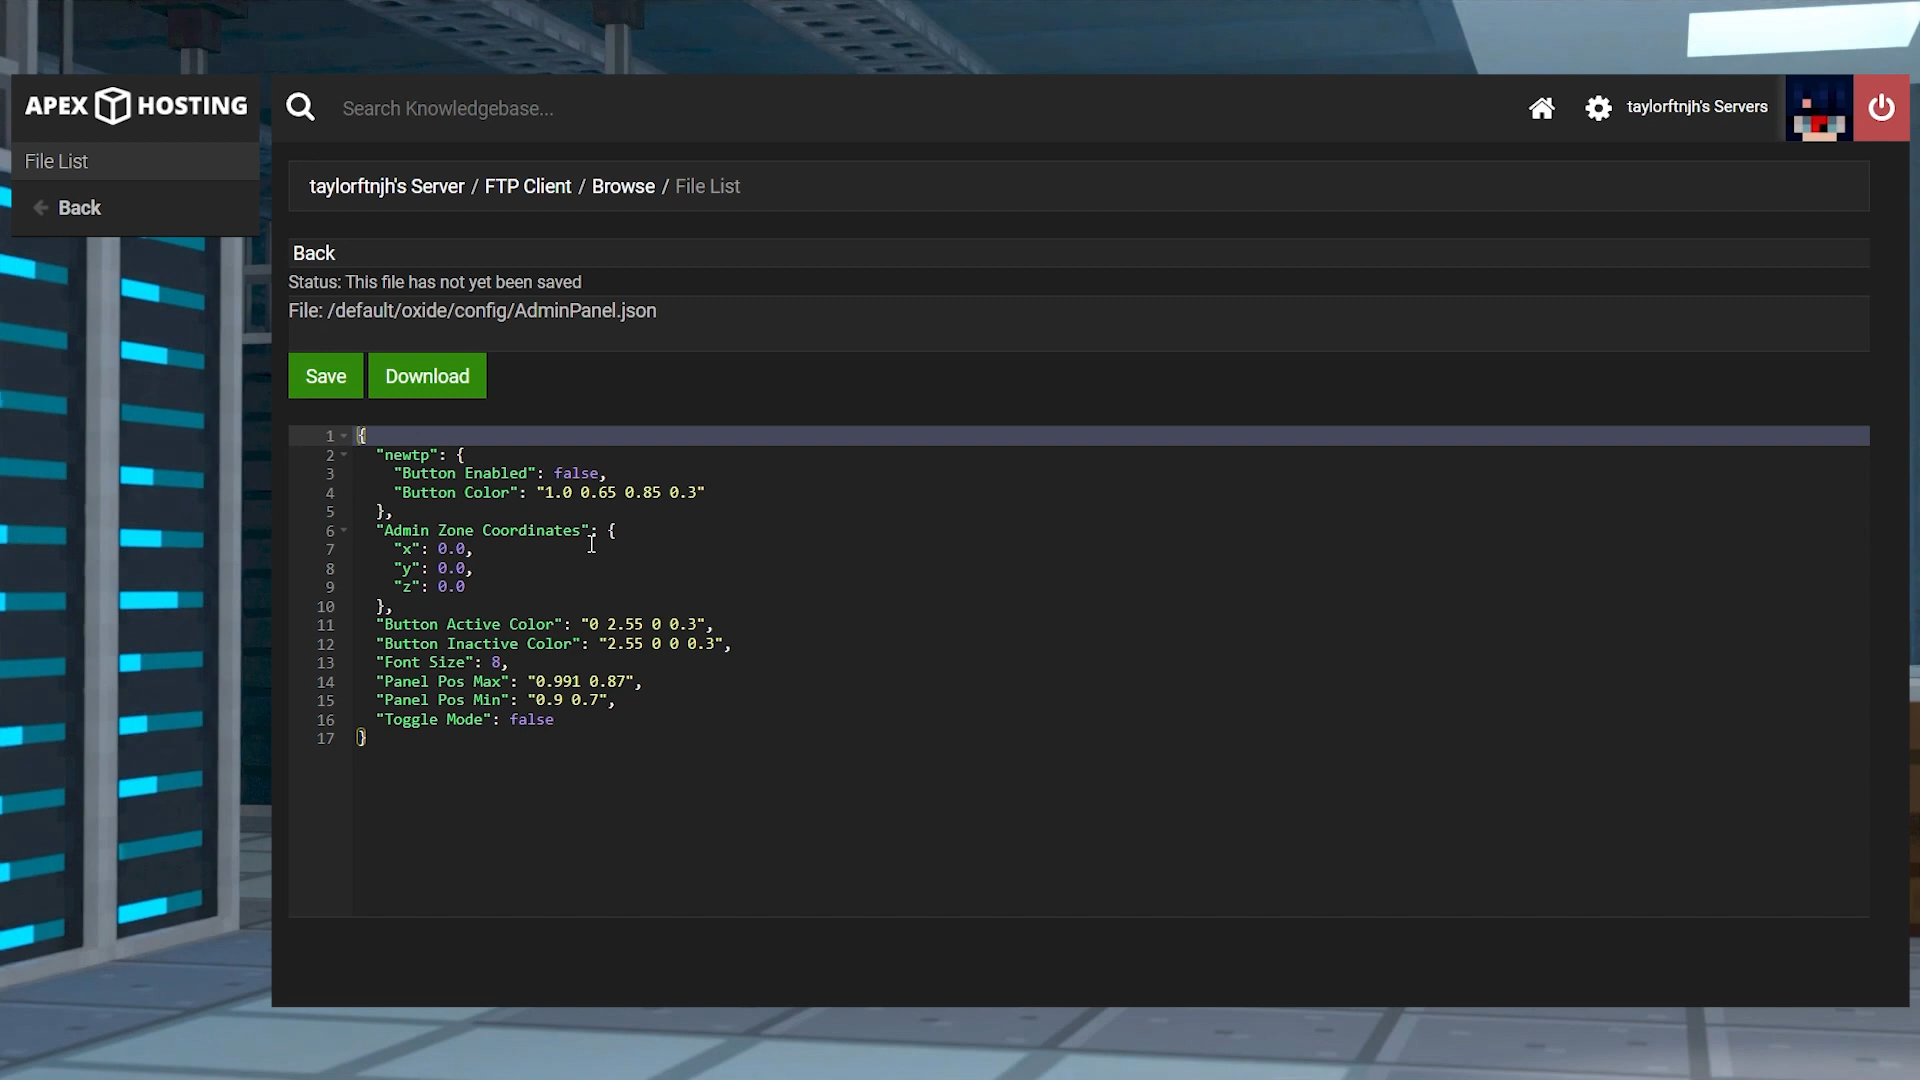 APEX HOSTING
Search Knowledgebase...
taylorftnjh's Servers
File List
Back
taylorftnjh's Server / FTP Client / Browse / File List
Back
Status: This file has not yet been saved
File: /default/oxide/config/AdminPanel.json
Save
Download
1 {
2 "newtp": {
3 "Button Enabled": false,
4 "Button Color": "1.0 0.65 0.85 0.3"
5 },
6 "Admin Zone Coordinates": {
7 "x": 0.0,
8 "y": 0.0,
9 "z": 0.0
10 },
11 "Button Active Color": "0 2.55 0 0.3",
12 "Button Inactive Color": "2.55 0 0 0.3",
13 "Font Size": 8,
14 "Panel Pos Max": "0.991 0.87",
15 "Panel Pos Min": "0.9 0.7",
16 "Toggle Mode": false
17 }